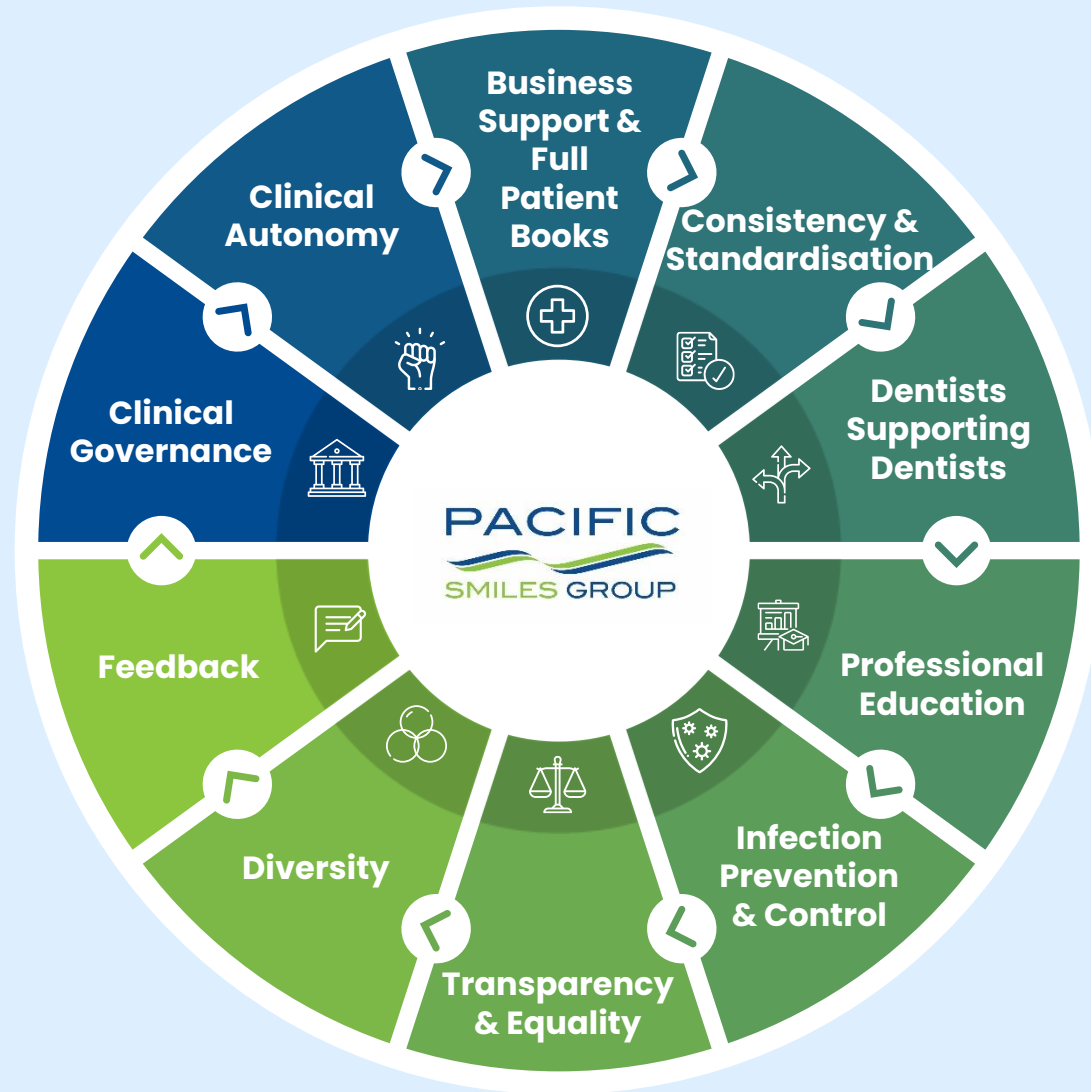 Business
Support &
Full
Patient
Books
Consistency &
Standardisation
Dentists
Supporting
Dentists
Professional
Education
Infection
Prevention
& Control
Transparency
& Equality
Diversity
Feedback
Clinical
Governance
Clinical
Autonomy
PACIFIC
SMILES GROUP